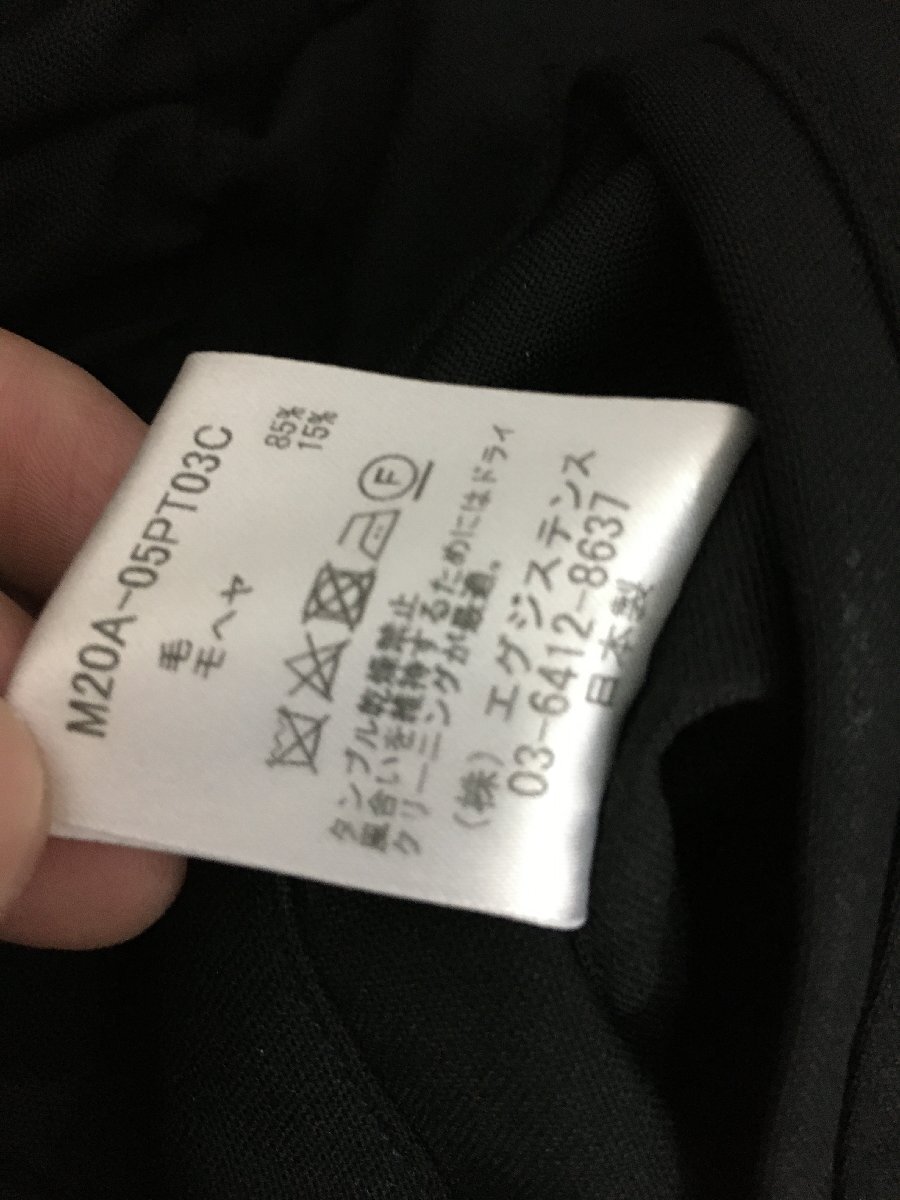 M20A-05PT03C
毛 85%
モヘヤ 15%
F
タンブル乾燥禁止
風合いを維持するためにはドライ
クリーニングが最適。
(株) エグジステンス
03-6412-8637
日本製